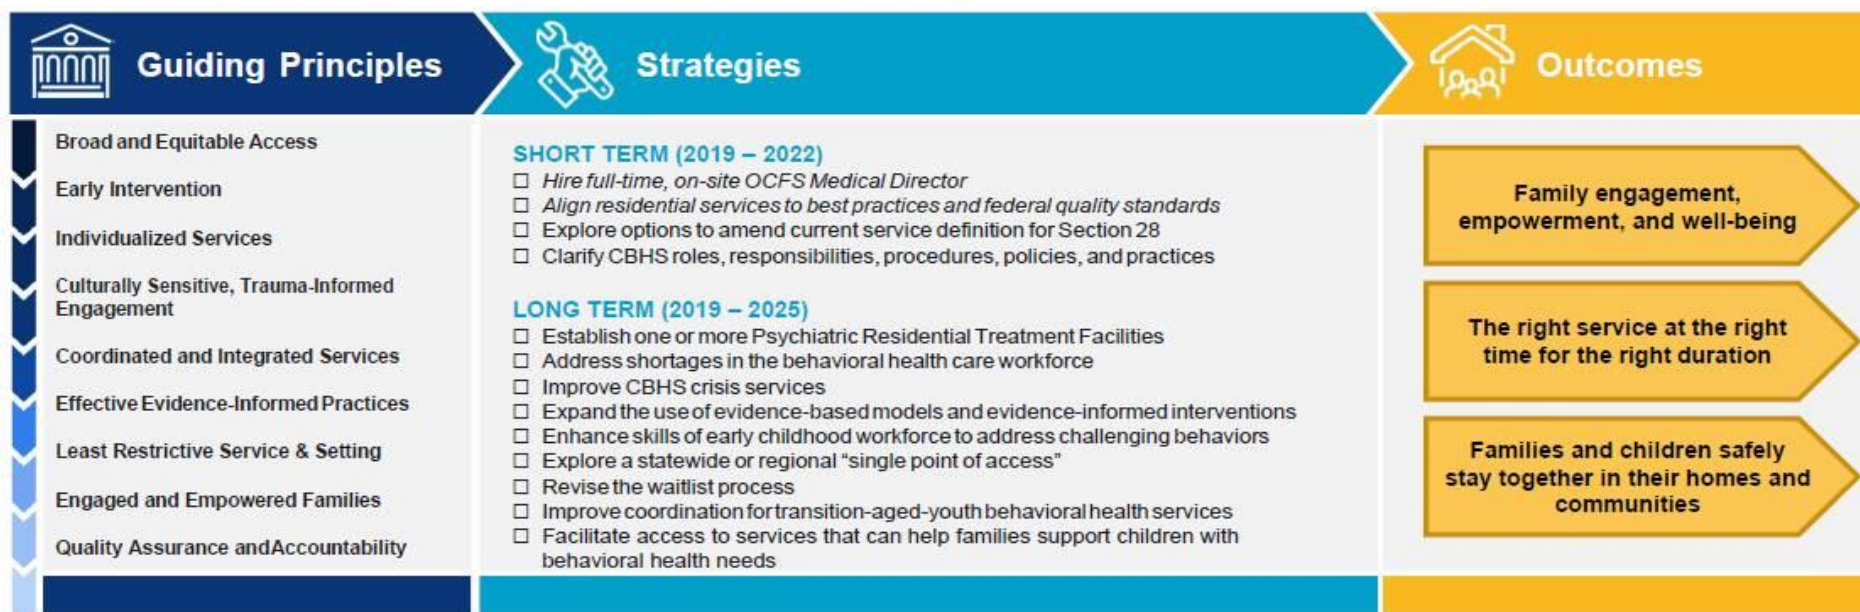 Guiding Principles
Broad and Equitable Access
Early Intervention
Individualized Services
Culturally Sensitive, Trauma-Informed
Engagement
Coordinated and Integrated Services
Effective Evidence-Informed Practices
Least Restrictive Service & Setting
Engaged and Empowered Families
Quality Assurance and Accountability
Strategies
SHORT TERM (2019 – 2022)
☐ Hire full-time, on-site OCFS Medical Director
☐ Align residential services to best practices and federal quality standards
☐ Explore options to amend current service definition for Section 28
☐ Clarify CBHS roles, responsibilities, procedures, policies, and practices
LONG TERM (2019 – 2025)
☐ Establish one or more Psychiatric Residential Treatment Facilities
☐ Address shortages in the behavioral health care workforce
☐ Improve CBHS crisis services
☐ Expand the use of evidence-based models and evidence-informed interventions
☐ Enhance skills of early childhood workforce to address challenging behaviors
☐ Explore a statewide or regional “single point of access”
☐ Revise the waitlist process
☐ Improve coordination for transition-aged-youth behavioral health services
☐ Facilitate access to services that can help families support children with
behavioral health needs
Outcomes
Family engagement,
empowerment, and well-being
The right service at the right
time for the right duration
Families and children safely
stay together in their homes and
communities